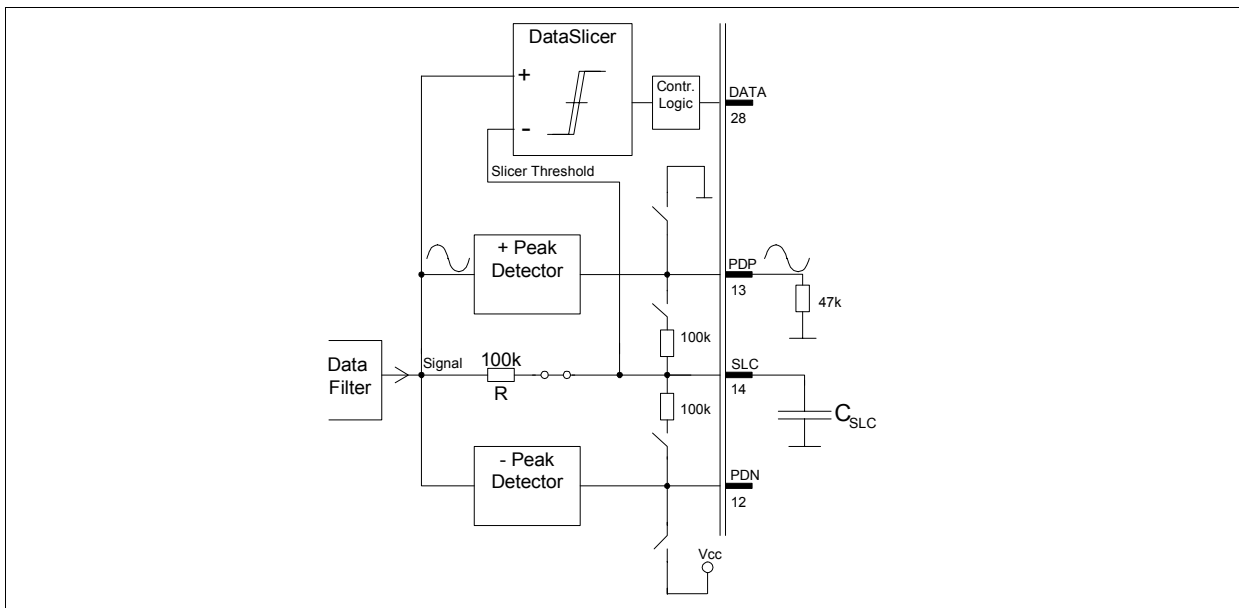 DataSlicer
+
-
Contr.
Logic
DATA
28
Slicer Threshold
+ Peak
Detector
PDP
13
47k
100k
Data
Filter
Signal
100k
R
SLC
14
100k
C_SLC
- Peak
Detector
PDN
12
Vcc